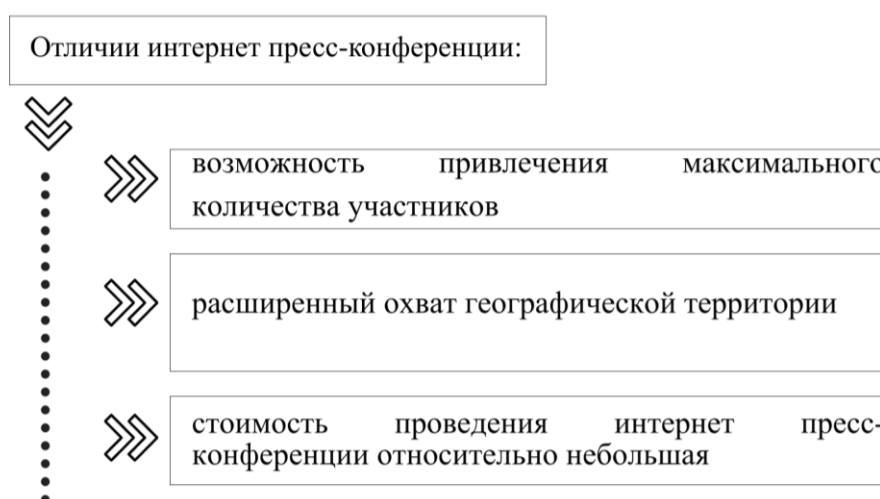 Отличии интернет пресс-конференции:
возможность привлечения максимального
количества участников
расширенный охват географической территории
стоимость проведения интернет пресс-
конференции относительно небольшая